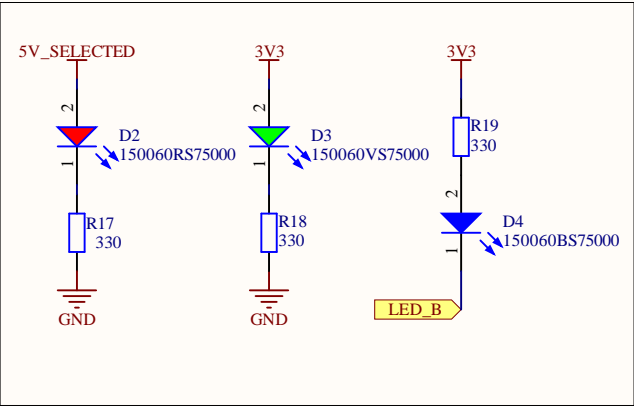 5V_SELECTED
2
D2
150060RS75000
1
R17
330
GND
3V3
2
D3
150060VS75000
1
R18
330
GND
3V3
R19
330
2
D4
150060BS75000
1
LED_B